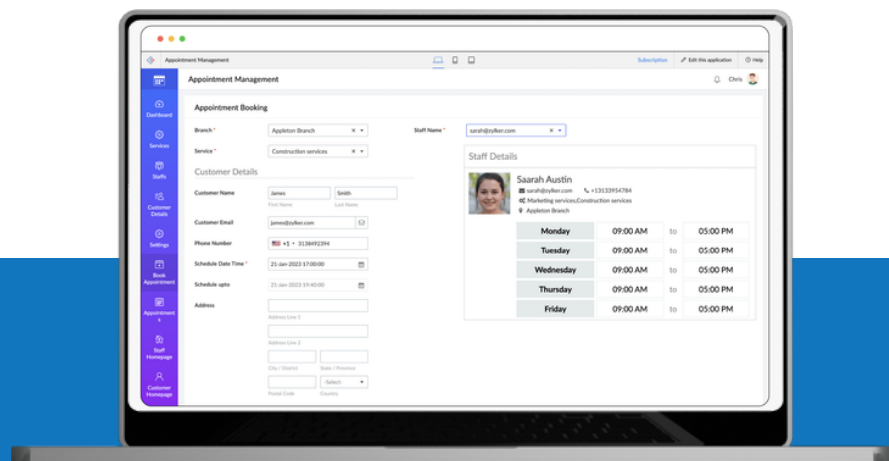 Appointment Management
Subscription
Edit this application
Help
Appointment Management
Chris
Dashboard
Services
Staffs
Customer
Details
Settings
Book
Appointment
Appointment
s
Staff
Homepage
Customer
Homepage
Appointment Booking
Branch *
Appleton Branch
Staff Name *
sarah@zylker.com
Service *
Construction services
Customer Details
Customer Name
James
Smith
First Name
Last Name
Customer Email
james@zylker.com
Phone Number
+1
3138492394
Schedule Date Time *
21-Jan-2023 17:00:00
Schedule upto
21-Jan-2023 19:40:00
Address
Address Line 1
Address Line 2
City / District
State / Province
-Select-
Postal Code
Country
Staff Details
Saarah Austin
sarah@zylker.com
+13133954784
Marketing services,Construction services
Appleton Branch
Monday 09:00 AM to 05:00 PM
Tuesday 09:00 AM to 05:00 PM
Wednesday 09:00 AM to 05:00 PM
Thursday 09:00 AM to 05:00 PM
Friday 09:00 AM to 05:00 PM